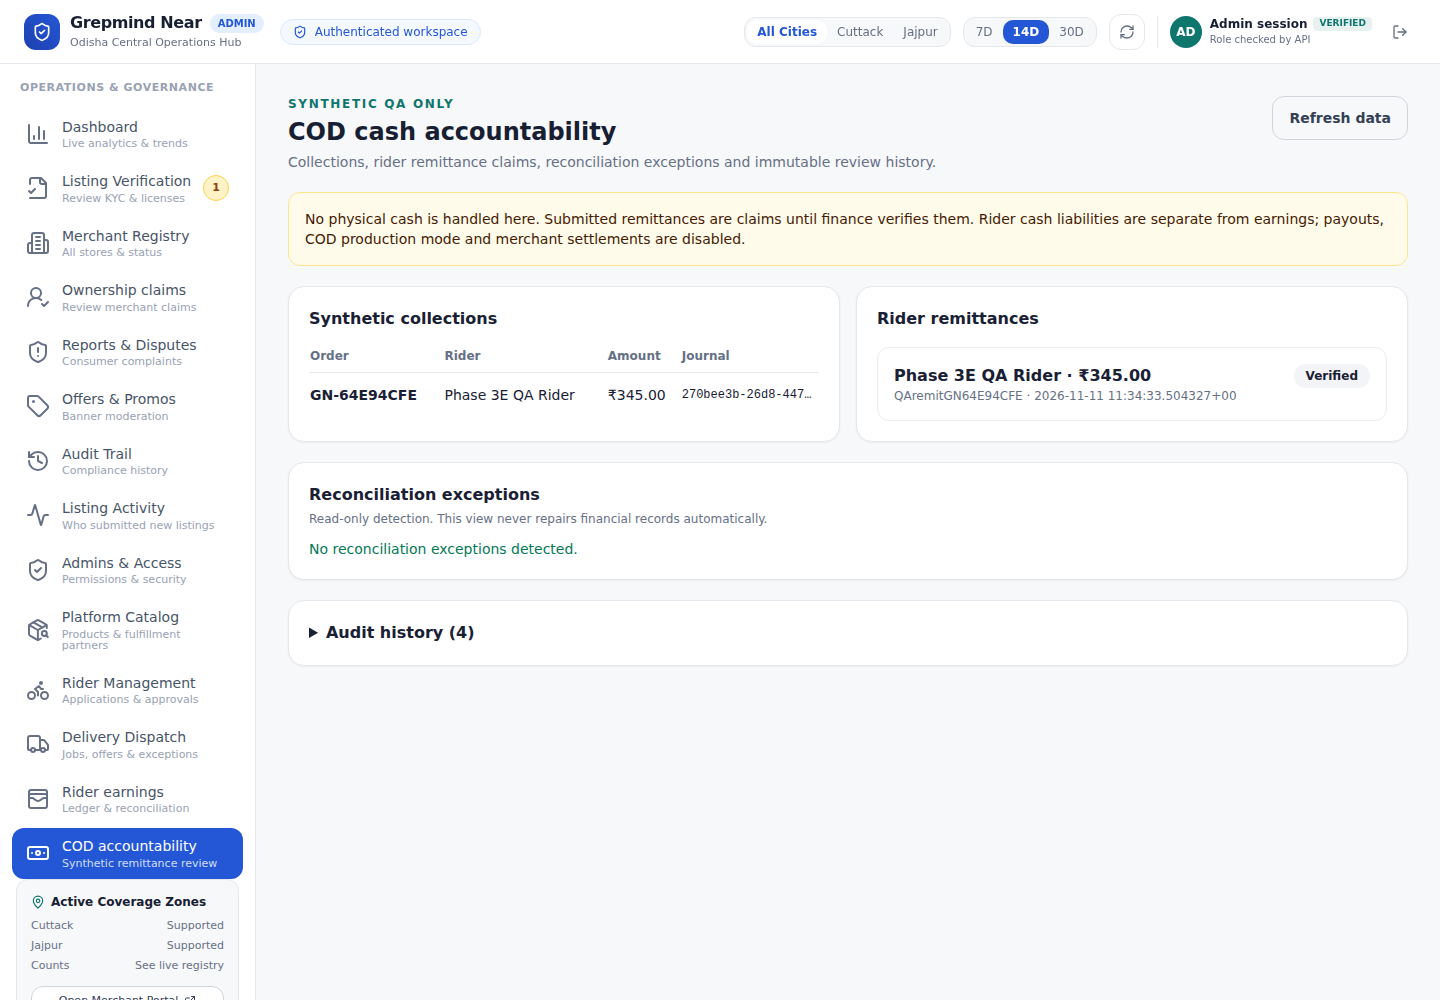 Grepmind Near ADMIN
Odisha Central Operations Hub
Authenticated workspace
All Cities Cuttack Jajpur
7D 14D 30D
AD
Admin session VERIFIED
Role checked by API
OPERATIONS & GOVERNANCE
Dashboard
Live analytics & trends
Listing Verification
Review KYC & licenses
1
Merchant Registry
All stores & status
Ownership claims
Review merchant claims
Reports & Disputes
Consumer complaints
Offers & Promos
Banner moderation
Audit Trail
Compliance history
Listing Activity
Who submitted new listings
Admins & Access
Permissions & security
Platform Catalog
Products & fulfillment
partners
Rider Management
Applications & approvals
Delivery Dispatch
Jobs, offers & exceptions
Rider earnings
Ledger & reconciliation
COD accountability
Synthetic remittance review
Active Coverage Zones
Cuttack Supported
Jajpur Supported
Counts See live registry
Open Merchant Portal
SYNTHETIC QA ONLY
COD cash accountability
Collections, rider remittance claims, reconciliation exceptions and immutable review history.
Refresh data
No physical cash is handled here. Submitted remittances are claims until finance verifies them. Rider cash liabilities are separate from earnings; payouts,
COD production mode and merchant settlements are disabled.
Synthetic collections
Order Rider Amount Journal
GN-64E94CFE Phase 3E QA Rider ₹345.00 270bee3b-26d8-447…
Rider remittances
Phase 3E QA Rider · ₹345.00
QAremitGN64E94CFE · 2026-11-11 11:34:33.504327+00
Verified
Reconciliation exceptions
Read-only detection. This view never repairs financial records automatically.
No reconciliation exceptions detected.
Audit history (4)